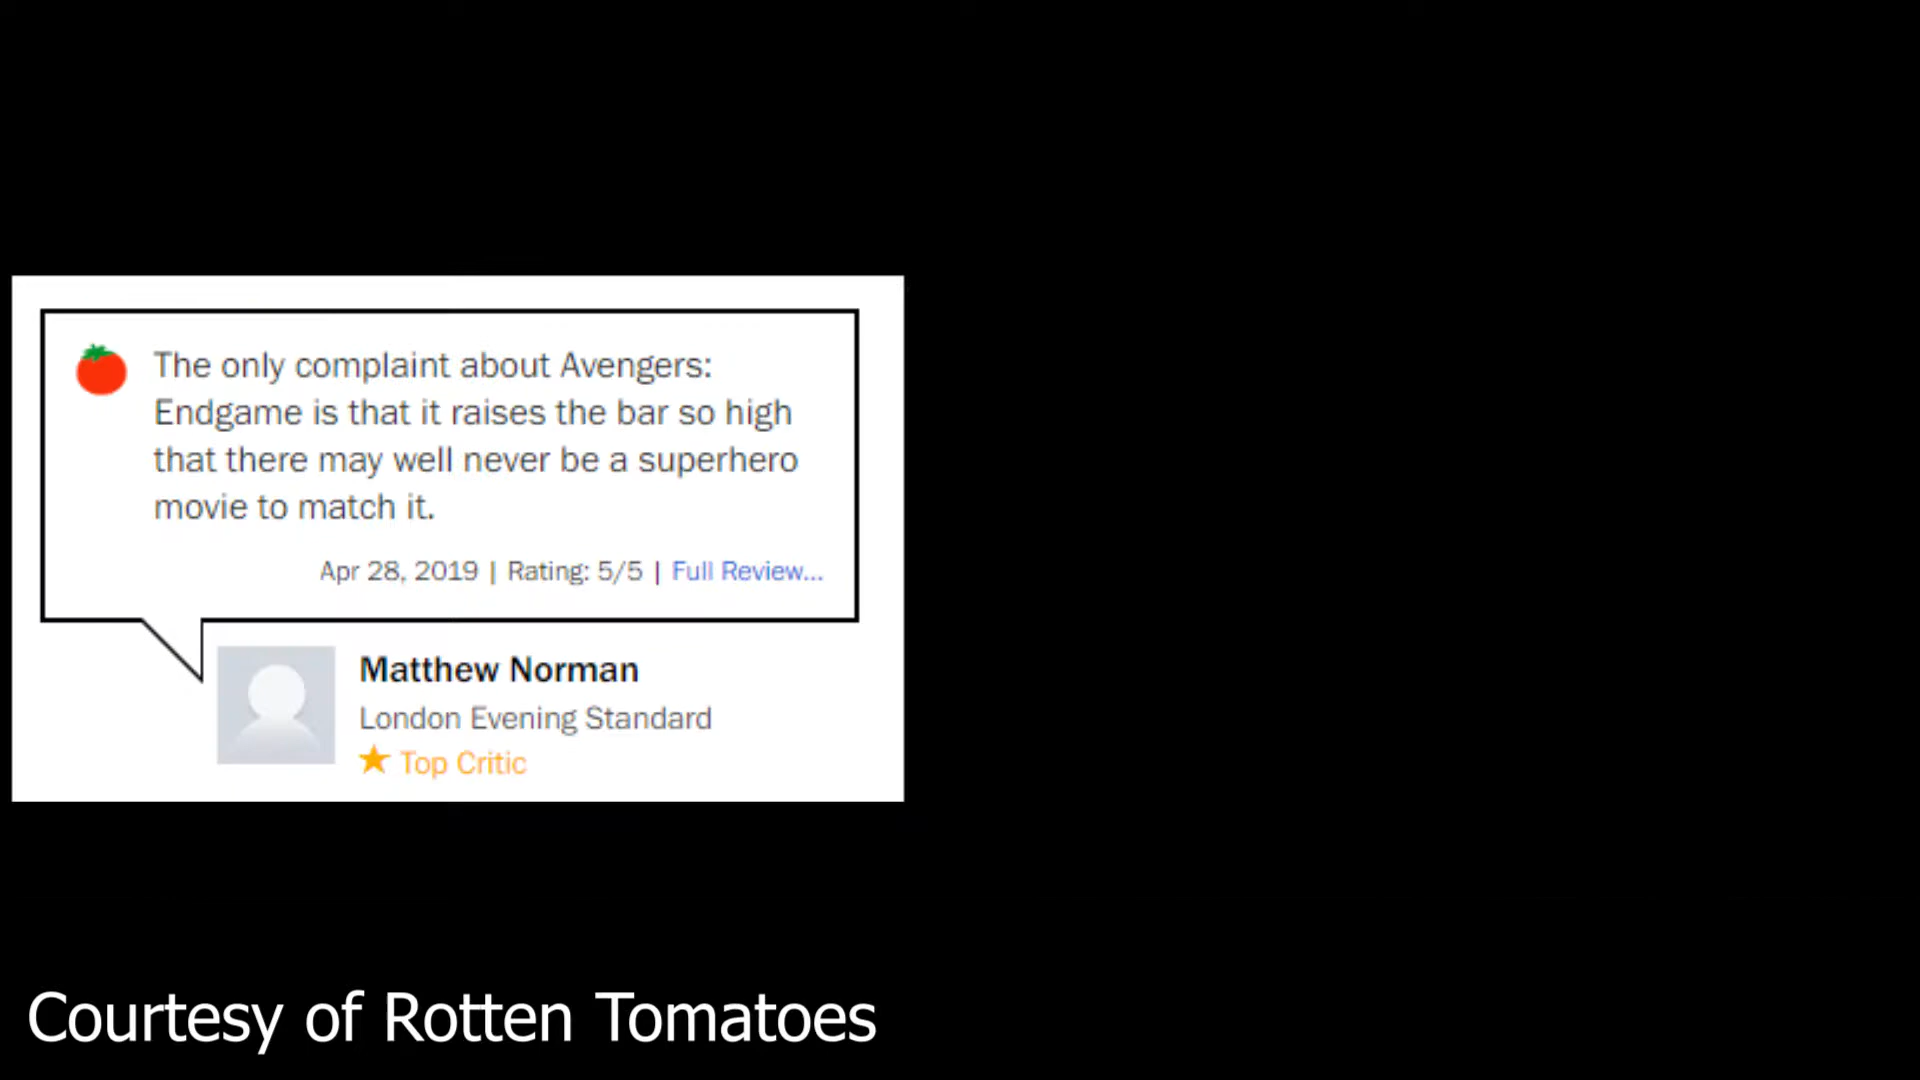 The only complaint about Avengers:
Endgame is that it raises the bar so high
that there may well never be a superhero
movie to match it.
Apr 28, 2019 | Rating: 5/5 | Full Review...
Matthew Norman
London Evening Standard
Top Critic
Courtesy of Rotten Tomatoes